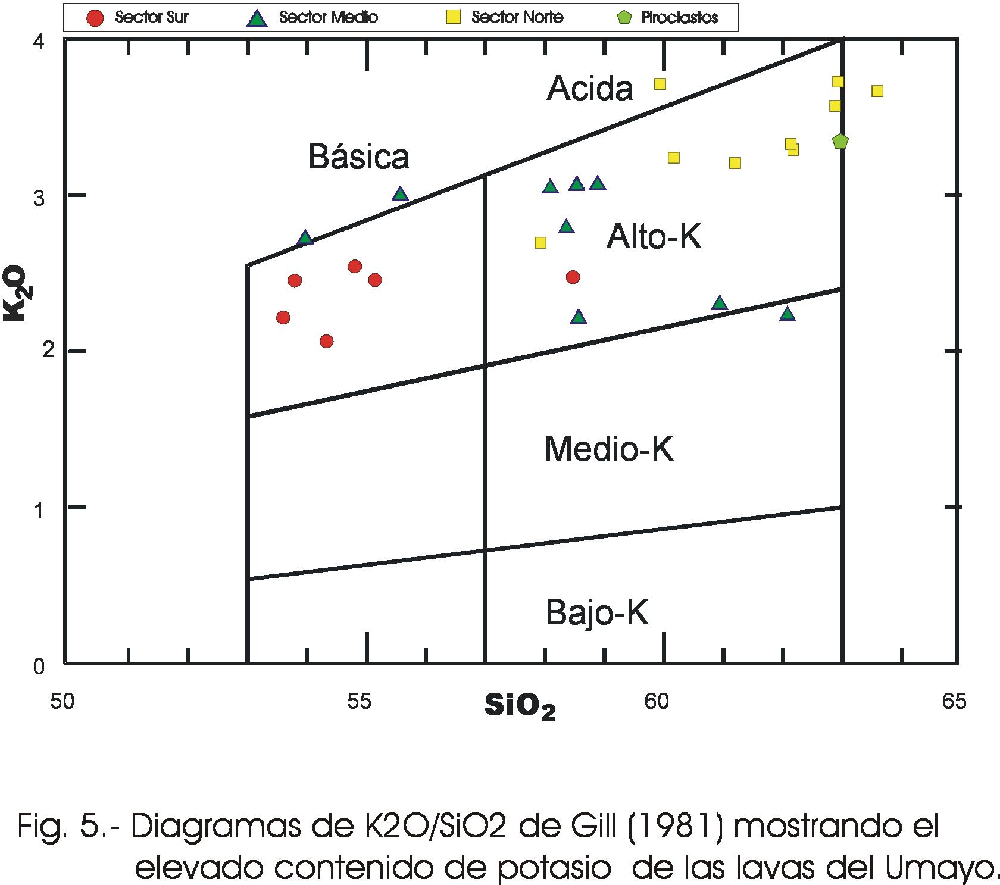 Sector Sur Sector Medio Sector Norte Piroclastos
4
Acida
Básica
3
Alto-K
K2O
2
Medio-K
1
Bajo-K
0
50 55 SiO2 60 65
Fig. 5.- Diagramas de K2O/SiO2 de Gill (1981) mostrando el
elevado contenido de potasio de las lavas del Umayo.